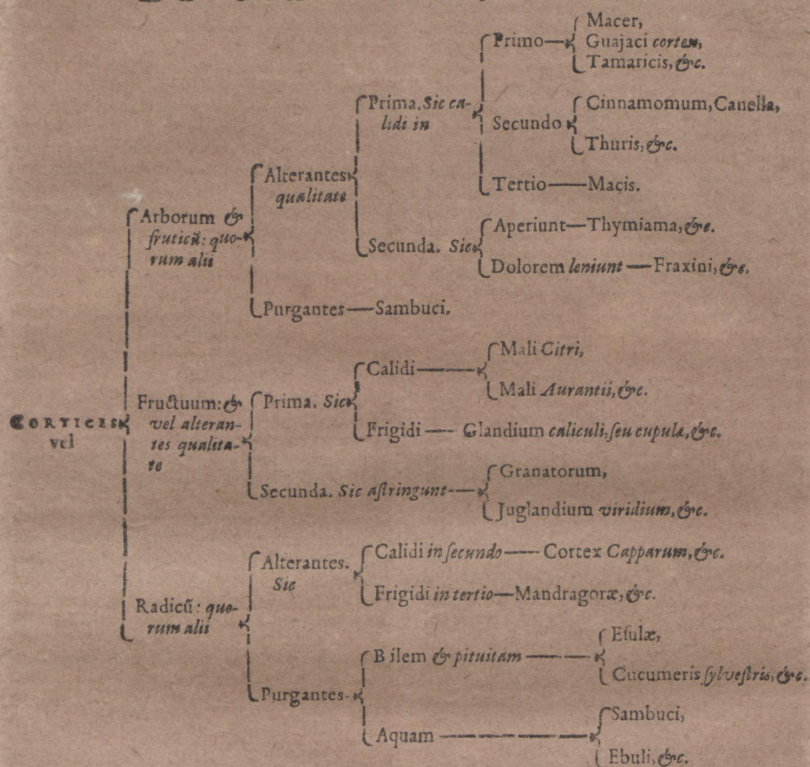 Macer,
Primo Guajaci cortex,
Tamaricis, &c.
Prima. Sic ca- Cinnamomum, Canella,
lidi in Secundo
Thuris, &c.
Alterantes
qualitate Tertio Macis.
Arborum &
fruticũ: quo-
rum alii
Aperiunt Thymiama, &c.
Secunda. Sic
Dolorem leniunt Fraxini, &c.
Purgantes Sambuci.
Mali Citri,
Calidi
Mali Aurantii, &c.
Fructuum: & Prima. Sic
vel alteran-
tes qualita-
te
Frigidi Glandium caliculi, seu cupulæ, &c.
CORTICES
vel
Granatorum,
Secunda. Sic aſtringunt
Juglandium viridium, &c.
Alterantes. Calidi in ſecundo Cortex Capparum, &c.
Sic
Frigidi in tertio Mandragoræ, &c.
Radicũ: quo-
rum alii
Eſulæ,
Bilem & pituitam
Cucumeris ſylveſtris, &c.
Purgantes
Sambuci,
Aquam
Ebuli, &c.